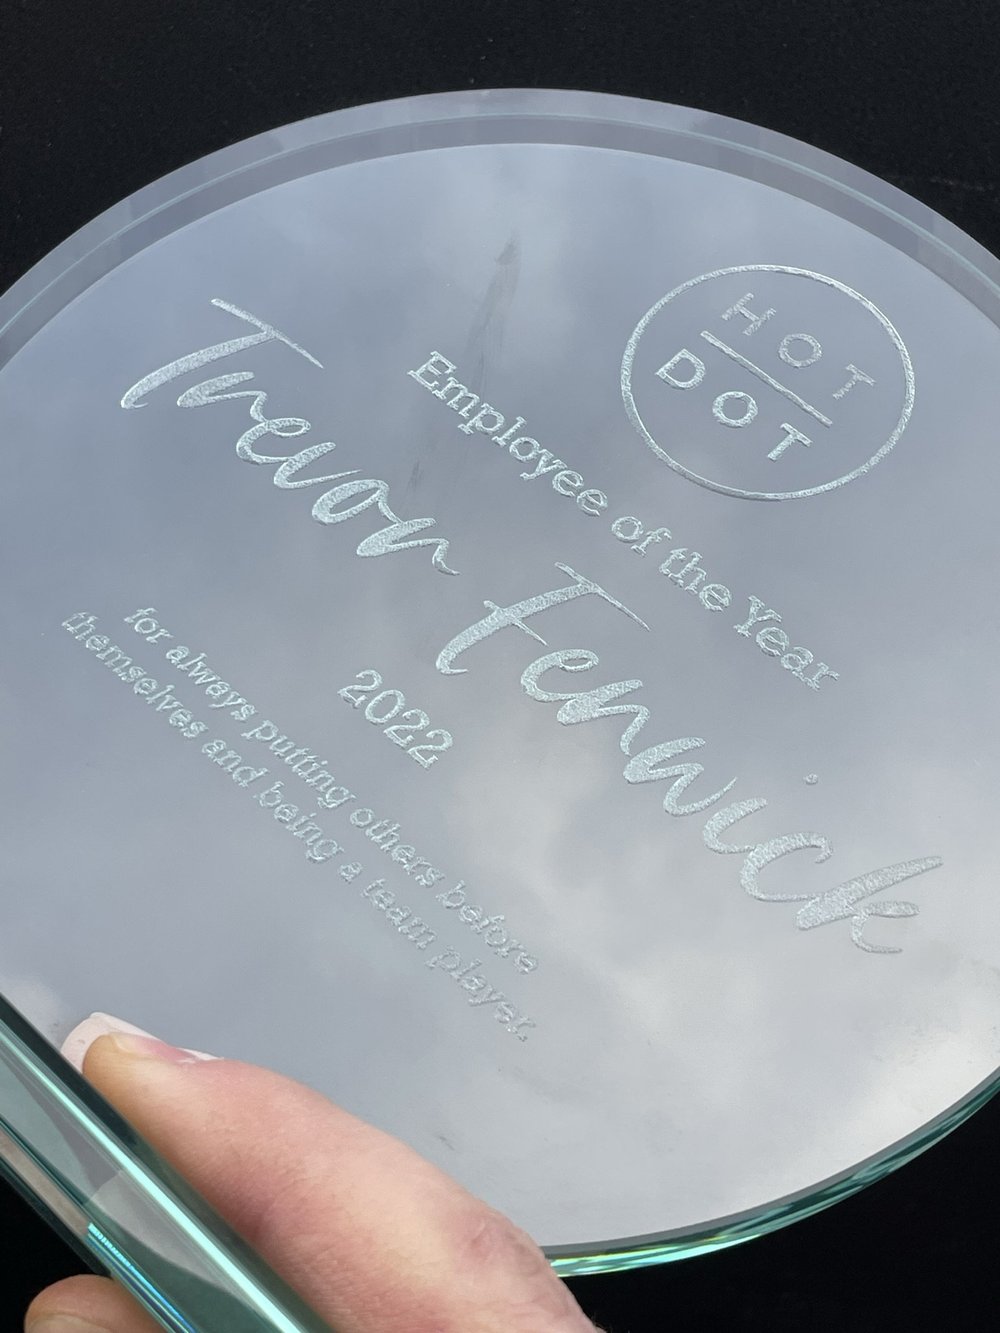 HOT
DOT
Employee of the Year
Trevor Fenwick
2022
for always putting others before
themselves and being a team player.